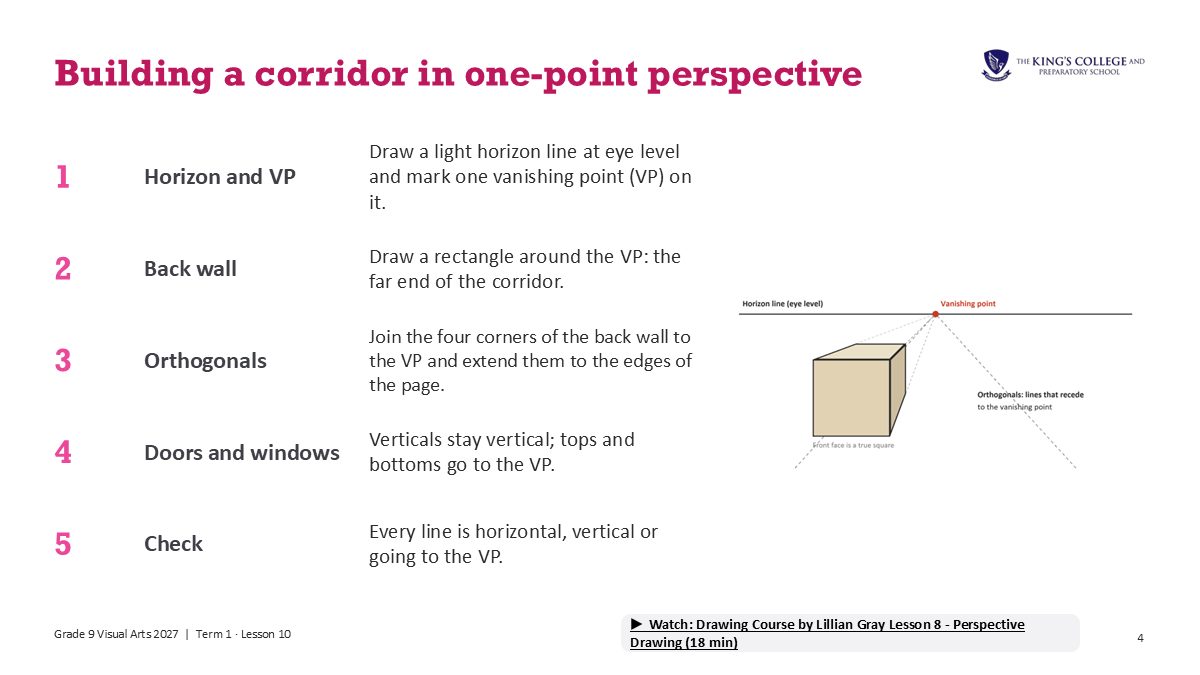 Building a corridor in one-point perspective
THE KING'S COLLEGE AND
PREPARATORY SCHOOL
1
Horizon and VP
Draw a light horizon line at eye level
and mark one vanishing point (VP) on
it.
2
Back wall
Draw a rectangle around the VP: the
far end of the corridor.
3
Orthogonals
Join the four corners of the back wall to
the VP and extend them to the edges of
the page.
4
Doors and windows
Verticals stay vertical; tops and
bottoms go to the VP.
5
Check
Every line is horizontal, vertical or
going to the VP.
Horizon line (eye level)
Vanishing point
Orthogonals: lines that recede
to the vanishing point
Front face is a true square
Grade 9 Visual Arts 2027 | Term 1 · Lesson 10
▶ Watch: Drawing Course by Lillian Gray Lesson 8 - Perspective
Drawing (18 min)
4